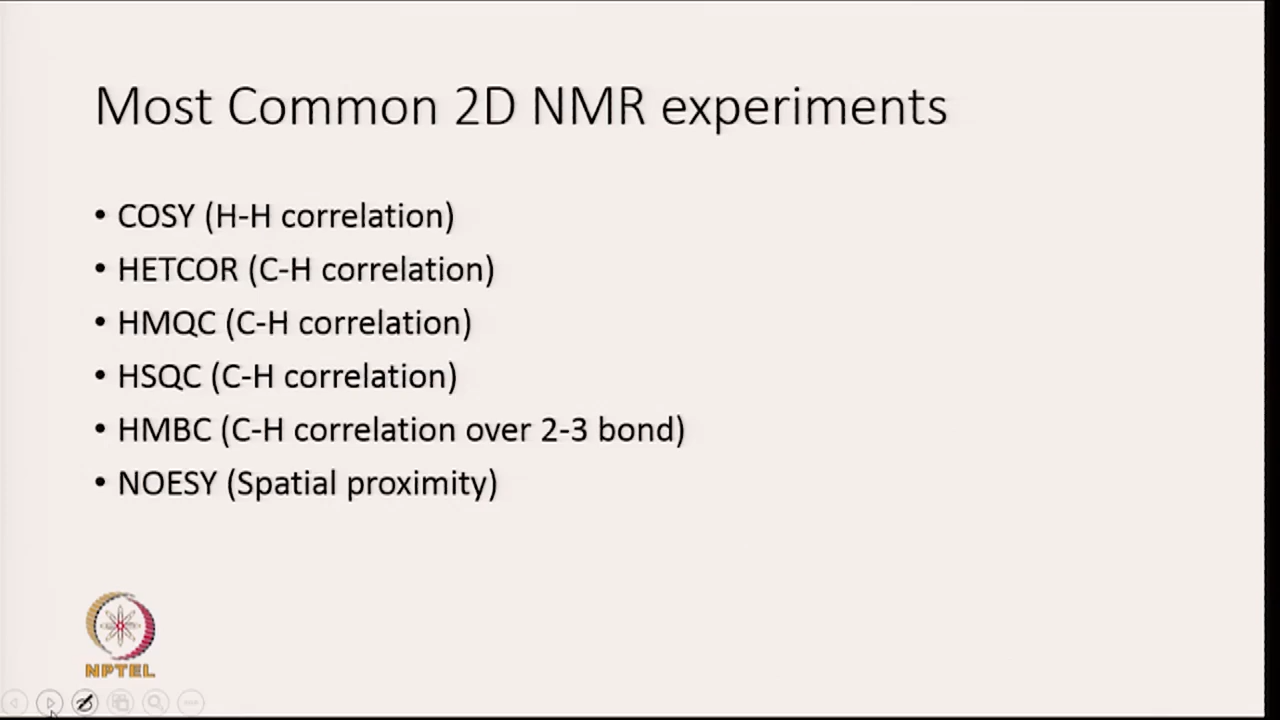 Most Common 2D NMR experiments
• COSY (H-H correlation)
• HETCOR (C-H correlation)
• HMQC (C-H correlation)
• HSQC (C-H correlation)
• HMBC (C-H correlation over 2-3 bond)
• NOESY (Spatial proximity)
NPTEL